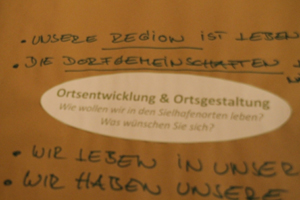 • UNSERE REGION IST LEBEN
• DIE DORFGEMEINSCHAFTEN
Ortsentwicklung & Ortsgestaltung
Wie wollen wir in den Sielhafenorten leben?
Was wünschen Sie sich?
• WIR LEBEN IN UNSER
• WIR HABEN UNSERE